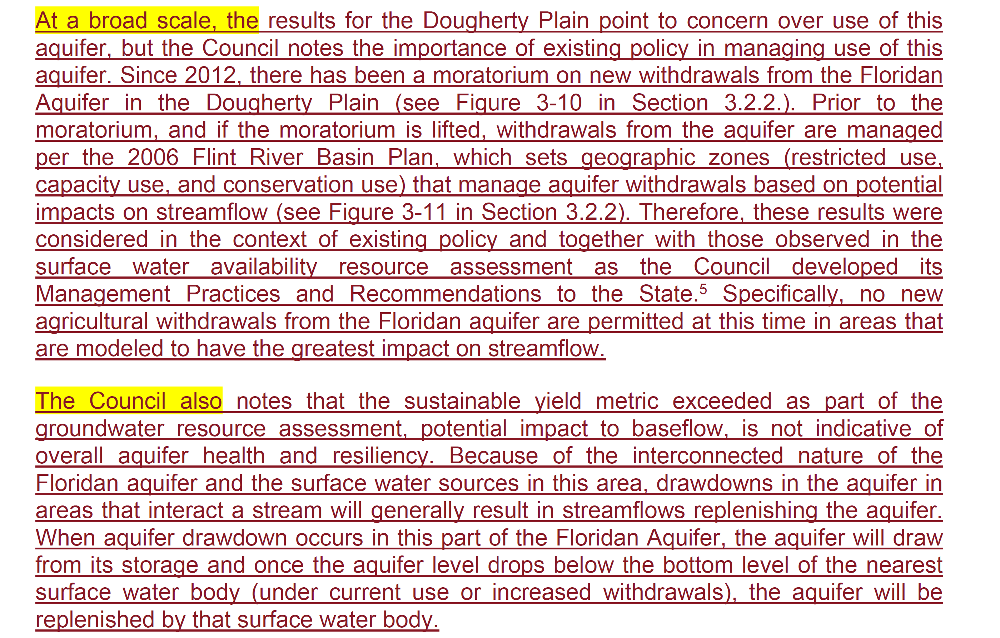 At a broad scale, the results for the Dougherty Plain point to concern over use of this
aquifer, but the Council notes the importance of existing policy in managing use of this
aquifer. Since 2012, there has been a moratorium on new withdrawals from the Floridan
Aquifer in the Dougherty Plain (see Figure 3-10 in Section 3.2.2.). Prior to the
moratorium, and if the moratorium is lifted, withdrawals from the aquifer are managed
per the 2006 Flint River Basin Plan, which sets geographic zones (restricted use,
capacity use, and conservation use) that manage aquifer withdrawals based on potential
impacts on streamflow (see Figure 3-11 in Section 3.2.2). Therefore, these results were
considered in the context of existing policy and together with those observed in the
surface water availability resource assessment as the Council developed its
Management Practices and Recommendations to the State.⁵ Specifically, no new
agricultural withdrawals from the Floridan aquifer are permitted at this time in areas that
are modeled to have the greatest impact on streamflow.
The Council also notes that the sustainable yield metric exceeded as part of the
groundwater resource assessment, potential impact to baseflow, is not indicative of
overall aquifer health and resiliency. Because of the interconnected nature of the
Floridan aquifer and the surface water sources in this area, drawdowns in the aquifer in
areas that interact a stream will generally result in streamflows replenishing the aquifer.
When aquifer drawdown occurs in this part of the Floridan Aquifer, the aquifer will draw
from its storage and once the aquifer level drops below the bottom level of the nearest
surface water body (under current use or increased withdrawals), the aquifer will be
replenished by that surface water body.